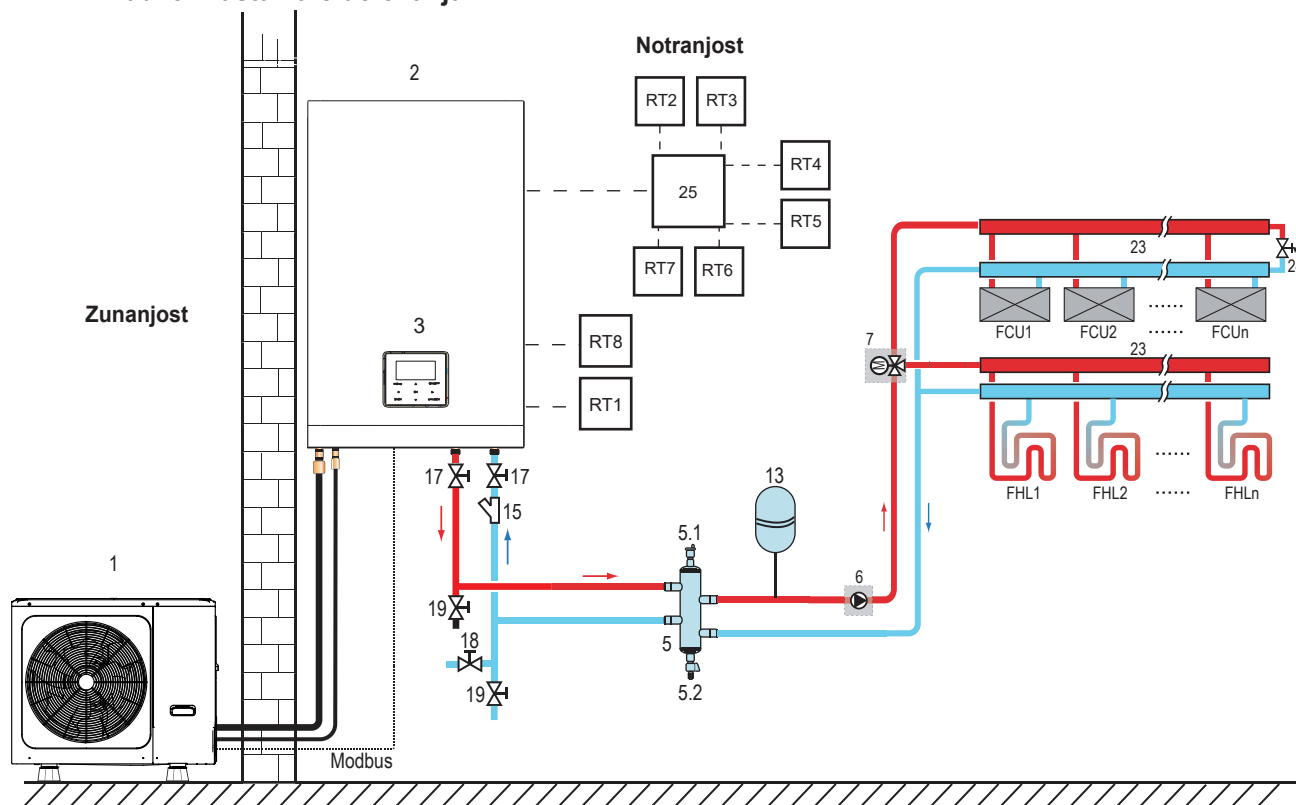 Notranjost
2
RT2
RT3
RT4
25
RT5
RT7
RT6
23
Zunanjost
3
FCU1
FCU2
......
......
FCUn
7
23
RT8
RT1
17
17
13
FHL1
FHL2
......
......
FHLn
15
1
5.1
6
19
18
5
19
5.2
Modbus